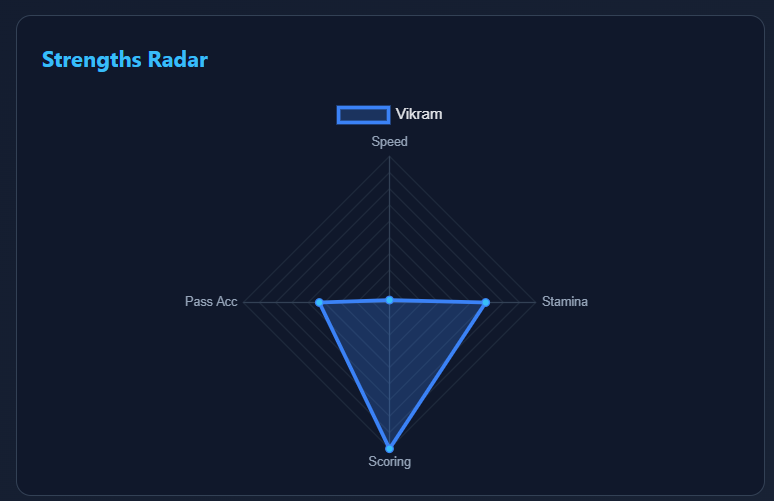 Strengths Radar
Vikram
Speed
Pass Acc
Stamina
Scoring